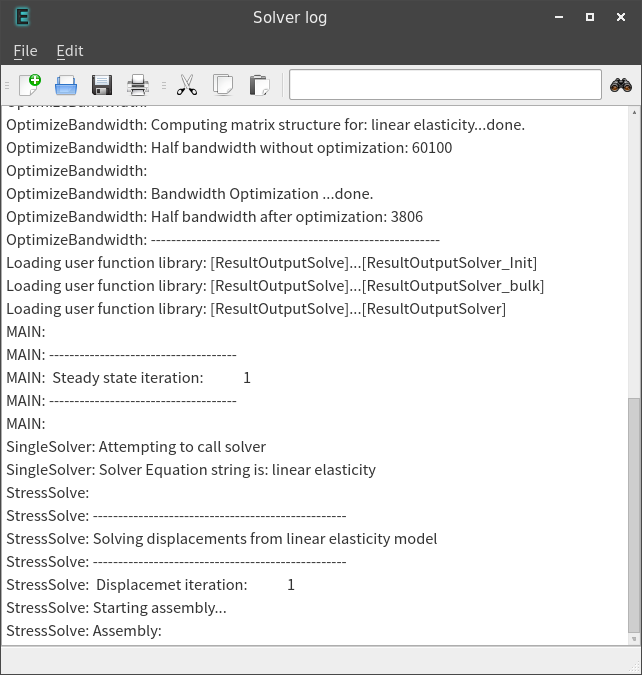 Solver log
File Edit
OptimizeBandwidth:
OptimizeBandwidth: Computing matrix structure for: linear elasticity...done.
OptimizeBandwidth: Half bandwidth without optimization: 60100
OptimizeBandwidth:
OptimizeBandwidth: Bandwidth Optimization ...done.
OptimizeBandwidth: Half bandwidth after optimization: 3806
OptimizeBandwidth: ---------------------------------------------------------
Loading user function library: [ResultOutputSolve]...[ResultOutputSolver_Init]
Loading user function library: [ResultOutputSolve]...[ResultOutputSolver_bulk]
Loading user function library: [ResultOutputSolve]...[ResultOutputSolver]
MAIN:
MAIN: -------------------------------------
MAIN:  Steady state iteration:          1
MAIN: -------------------------------------
MAIN:
SingleSolver: Attempting to call solver
SingleSolver: Solver Equation string is: linear elasticity
StressSolve:
StressSolve: --------------------------------------------------
StressSolve: Solving displacements from linear elasticity model
StressSolve: --------------------------------------------------
StressSolve:  Displacemet iteration:          1
StressSolve: Starting assembly...
StressSolve: Assembly: